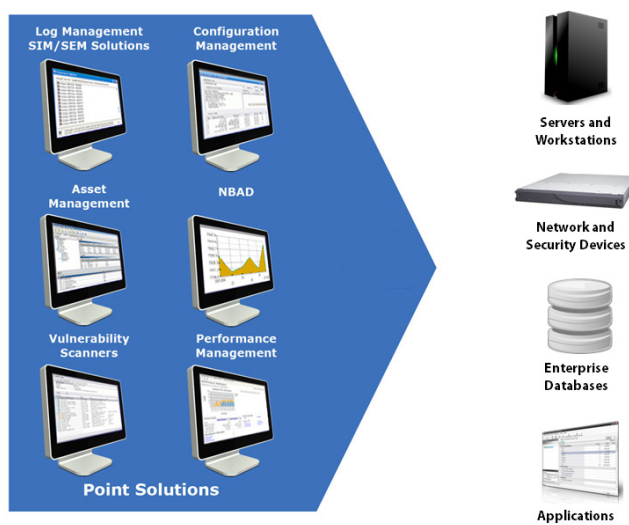 Log Management
SIM/SEM Solutions
Configuration
Management
Asset
Management
NBAD
Vulnerability
Scanners
Performance
Management
Point Solutions
Servers and
Workstations
Network and
Security Devices
Enterprise
Databases
Applications